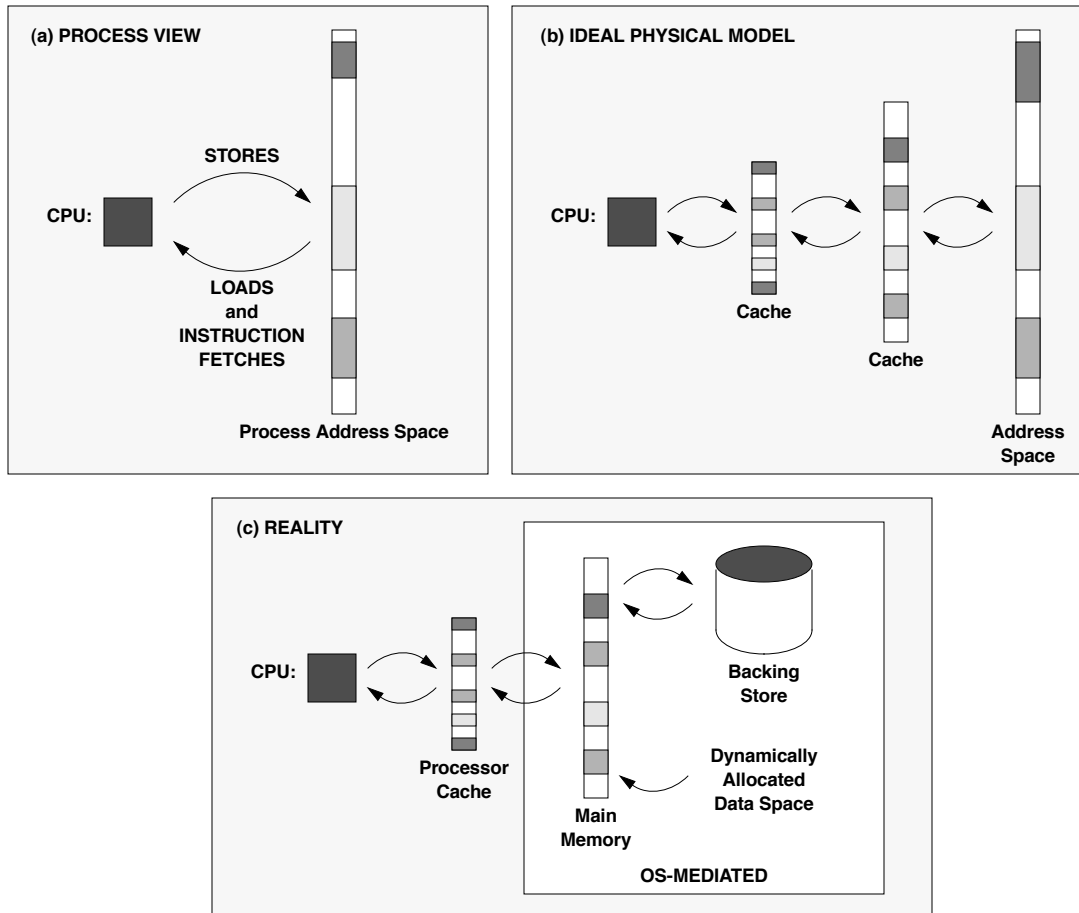 (a) PROCESS VIEW
STORES
CPU:
LOADS
and
INSTRUCTION
FETCHES
Process Address Space
(b) IDEAL PHYSICAL MODEL
CPU:
Cache
Cache
Address
Space
(c) REALITY
CPU:
Processor
Cache
Main
Memory
Backing
Store
Dynamically
Allocated
Data Space
OS-MEDIATED